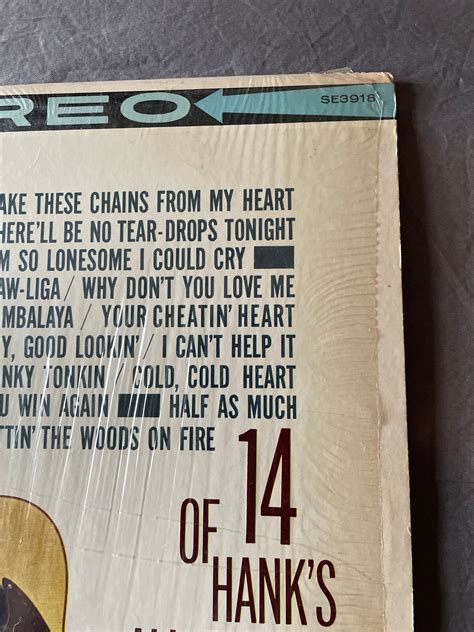 REO SE3918
AKE THESE CHAINS FROM MY HEART
HERE'LL BE NO TEAR-DROPS TONIGHT
M SO LONESOME I COULD CRY
AW-LIGA / WHY DON'T YOU LOVE ME
MBALAYA / YOUR CHEATIN' HEART
Y, GOOD LOOKIN' / I CAN'T HELP IT
NKY TONKIN / COLD, COLD HEART
U WIN AGAIN HALF AS MUCH
TTIN' THE WOODS ON FIRE
14
OF
HANK'S